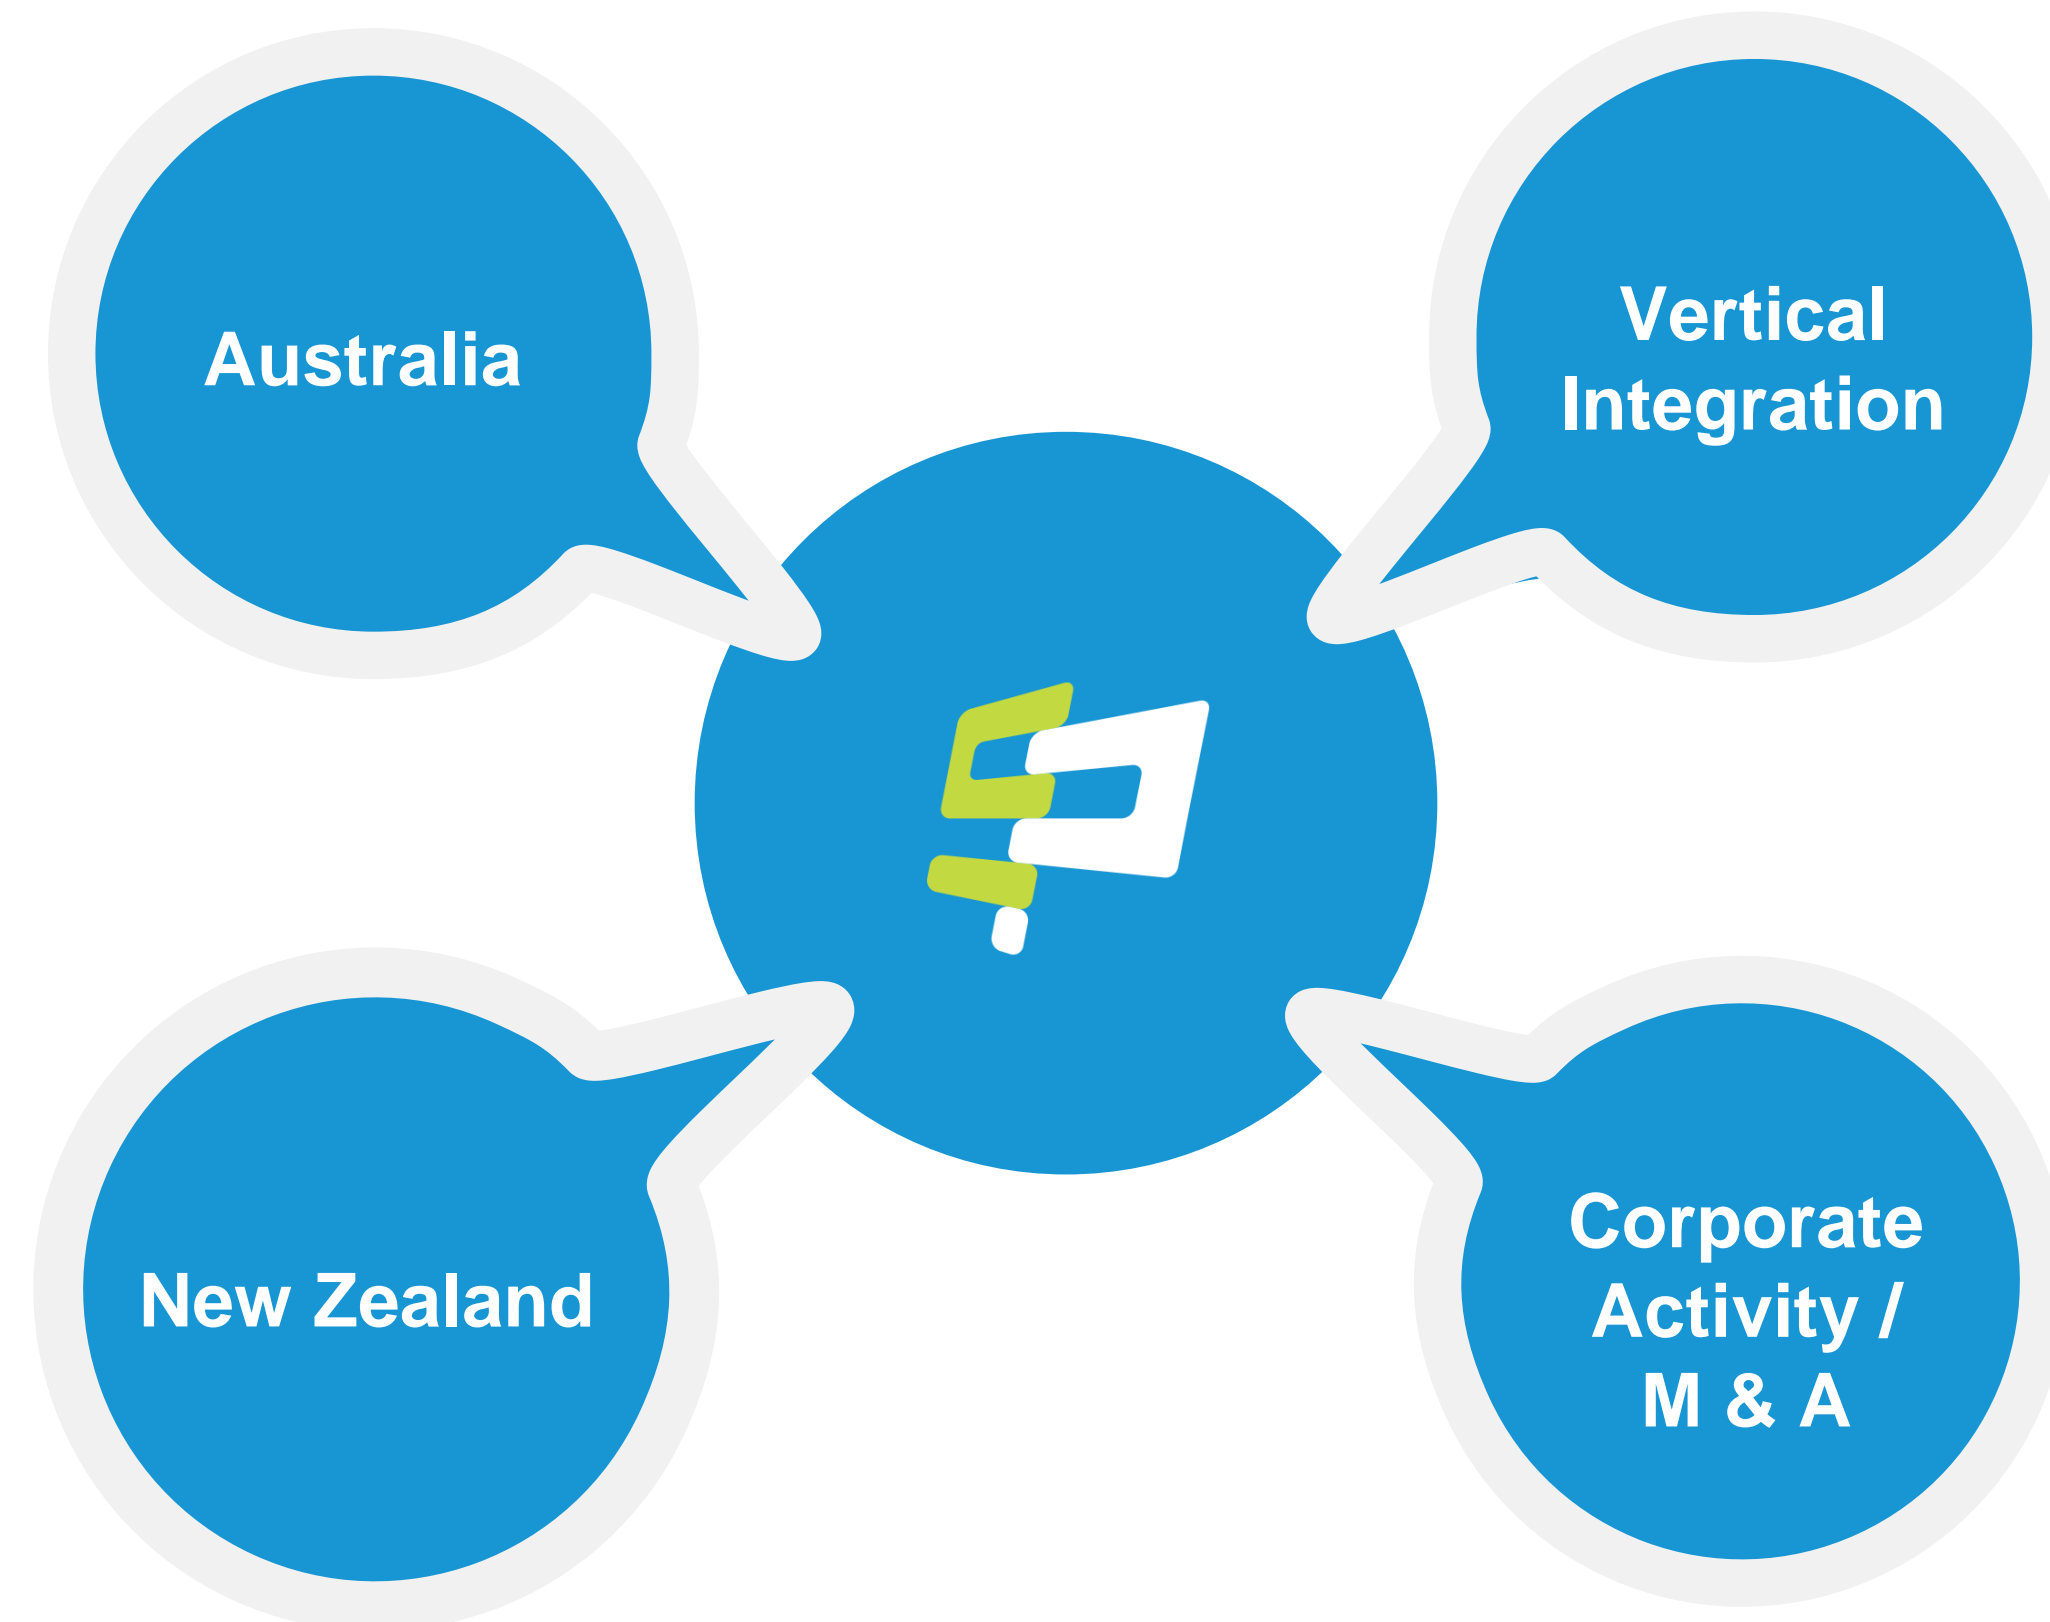 Australia
Vertical
Integration
New Zealand
Corporate
Activity /
M & A